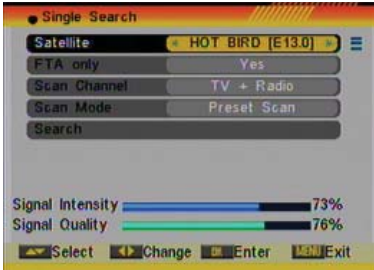 Single Search
Satellite HOT BIRD [E13.0]
FTA only Yes
Scan Channel TV + Radio
Scan Mode Preset Scan
Search
Signal Intensity 73%
Signal Quality 76%
Select Change OK Enter MENU Exit